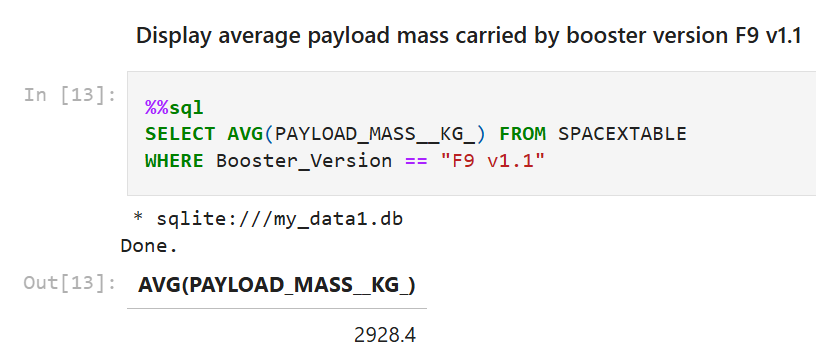 Display average payload mass carried by booster version F9 v1.1
In [13]:
%%sql
SELECT AVG(PAYLOAD_MASS__KG_) FROM SPACEXTABLE
WHERE Booster_Version == "F9 v1.1"
* sqlite:///my_data1.db
Done.
Out[13]:
AVG(PAYLOAD_MASS__KG_)
2928.4